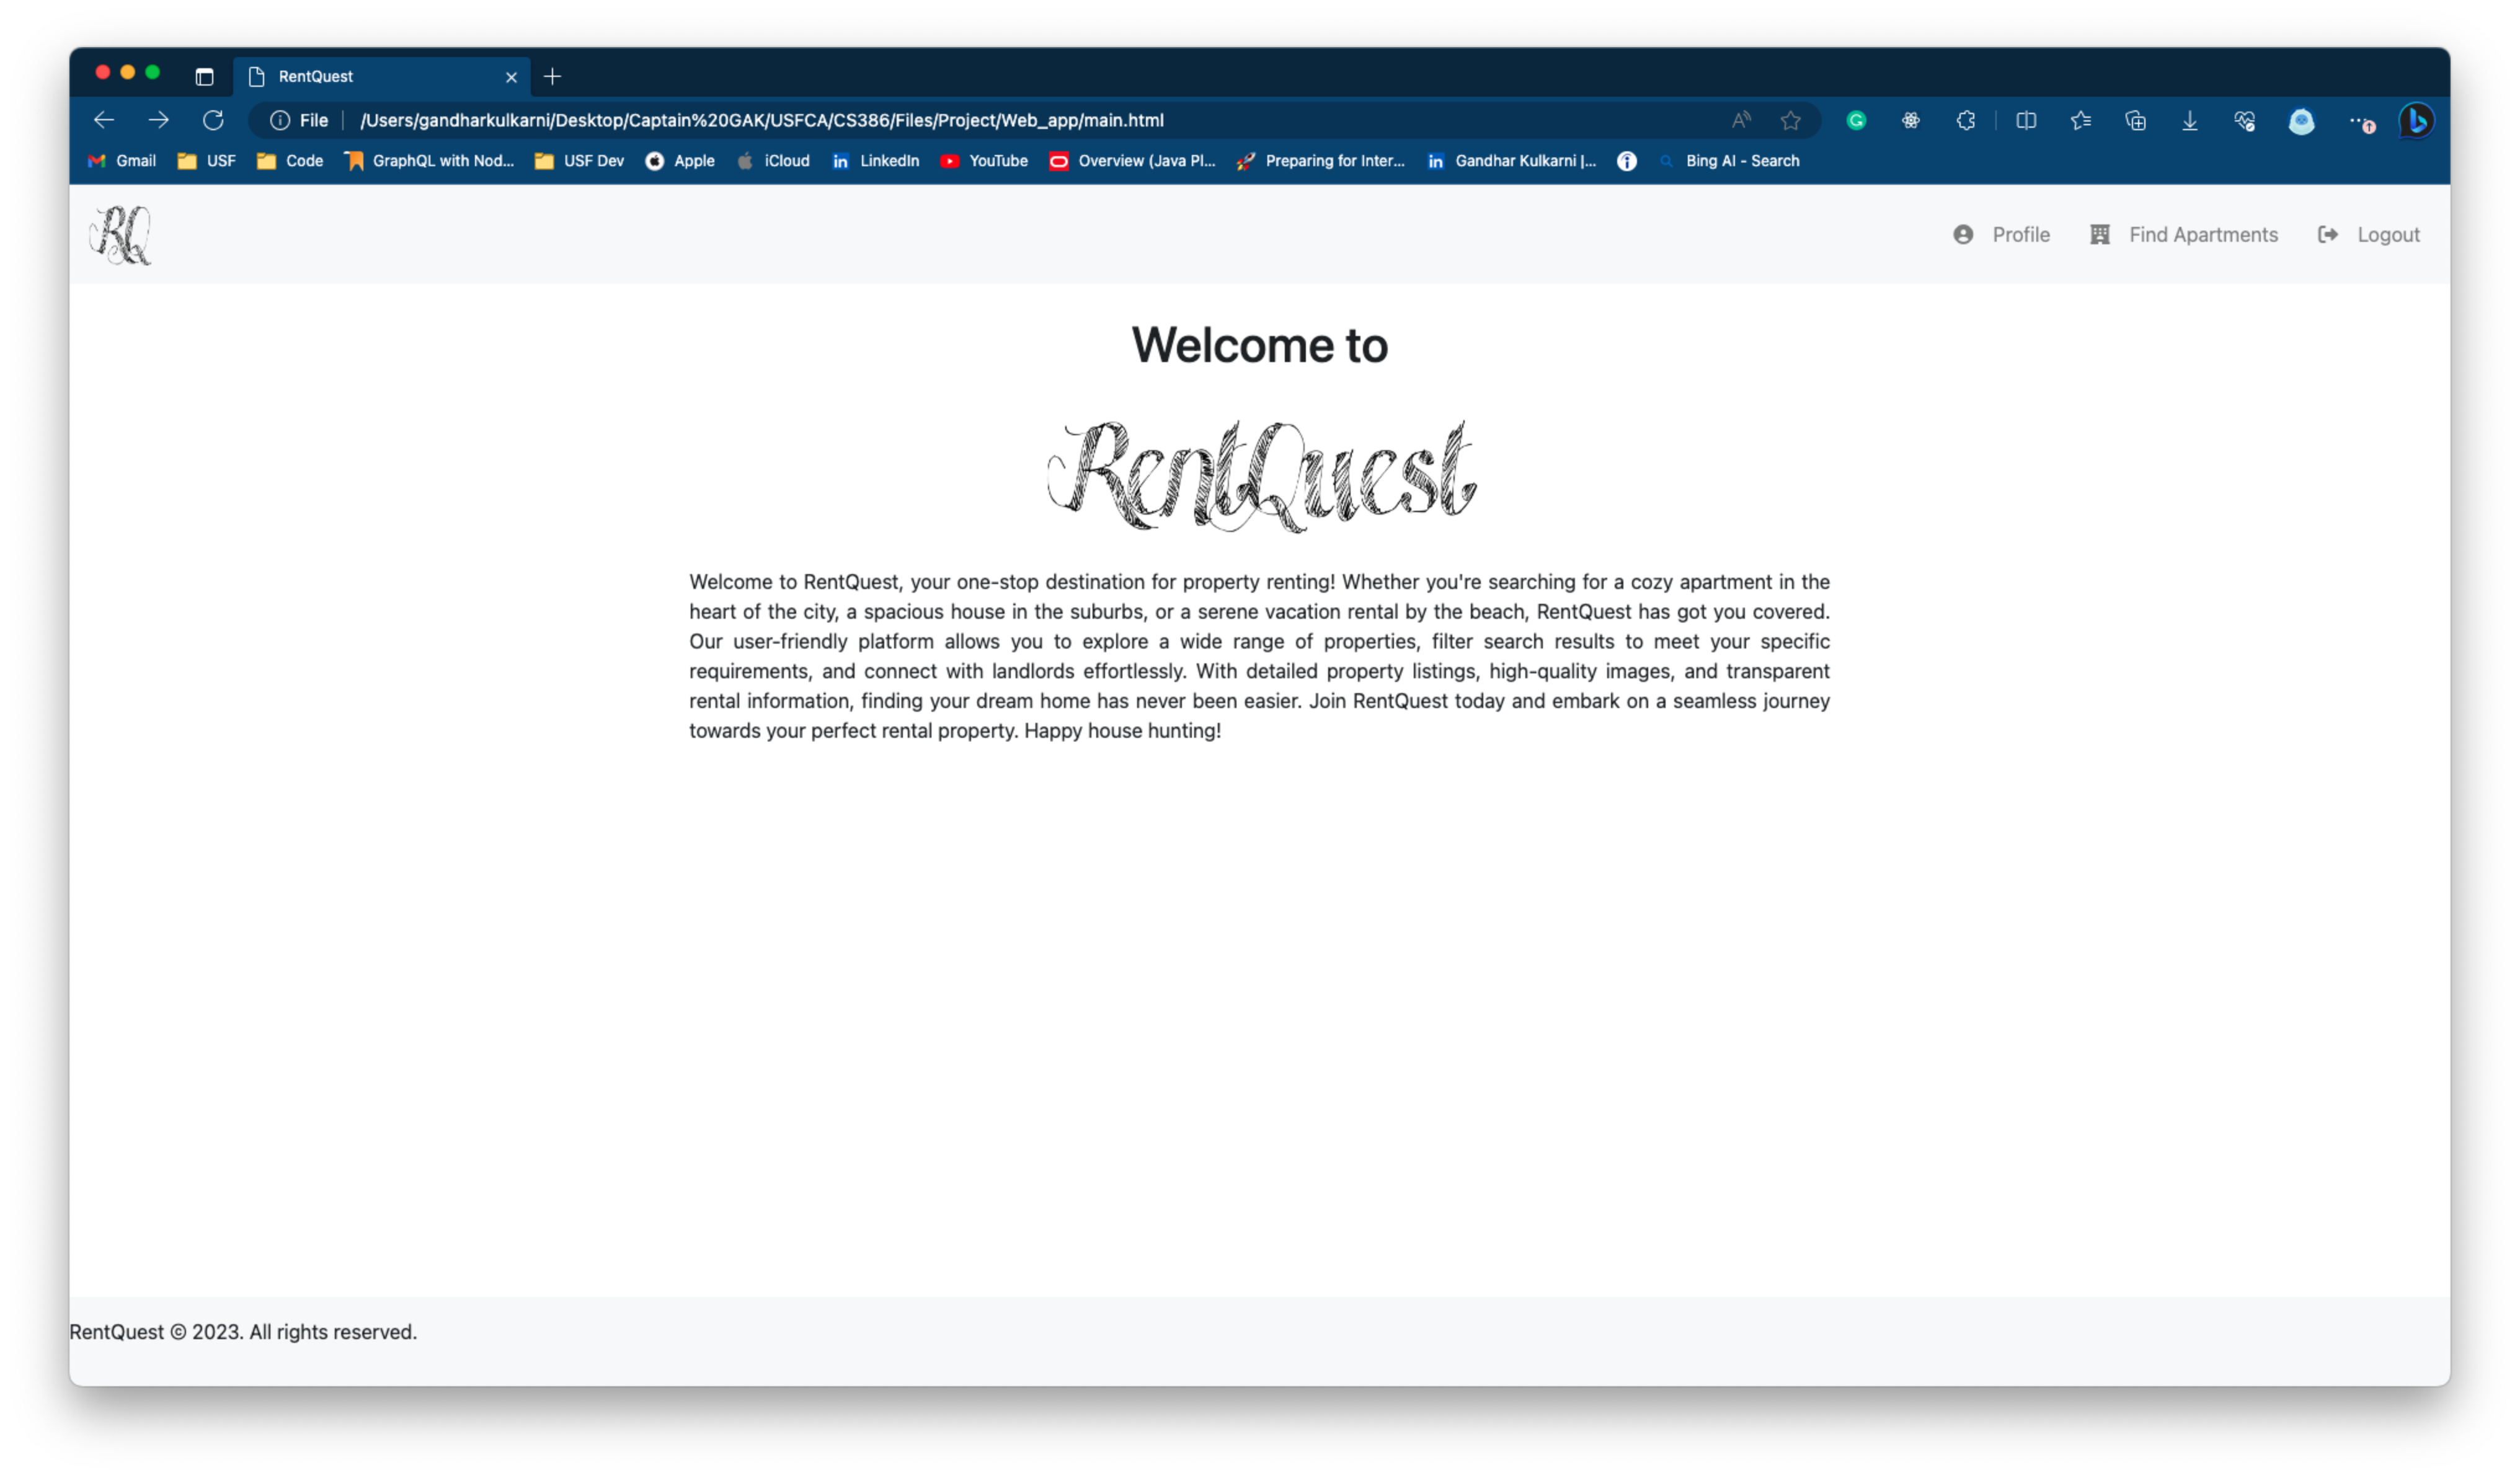 RentQuest
File
/Users/gandharkulkarni/Desktop/Captain%20GAK/USFCA/CS386/Files/Project/Web_app/main.html
Gmail USF Code GraphQL with Nod... USF Dev Apple iCloud LinkedIn YouTube Overview (Java Pl... Preparing for Inter... Gandhar Kulkarni |... Bing AI - Search
RQ
Profile Find Apartments Logout
Welcome to
RentQuest
Welcome to RentQuest, your one-stop destination for property renting! Whether you're searching for a cozy apartment in the
heart of the city, a spacious house in the suburbs, or a serene vacation rental by the beach, RentQuest has got you covered.
Our user-friendly platform allows you to explore a wide range of properties, filter search results to meet your specific
requirements, and connect with landlords effortlessly. With detailed property listings, high-quality images, and transparent
rental information, finding your dream home has never been easier. Join RentQuest today and embark on a seamless journey
towards your perfect rental property. Happy house hunting!
RentQuest © 2023. All rights reserved.